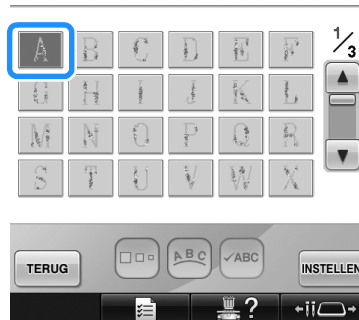 A B C D E F 1/3
G H I J K L
M N O P Q R
S T U V W X
ABC ✓ABC
TERUG INSTELLEN
?